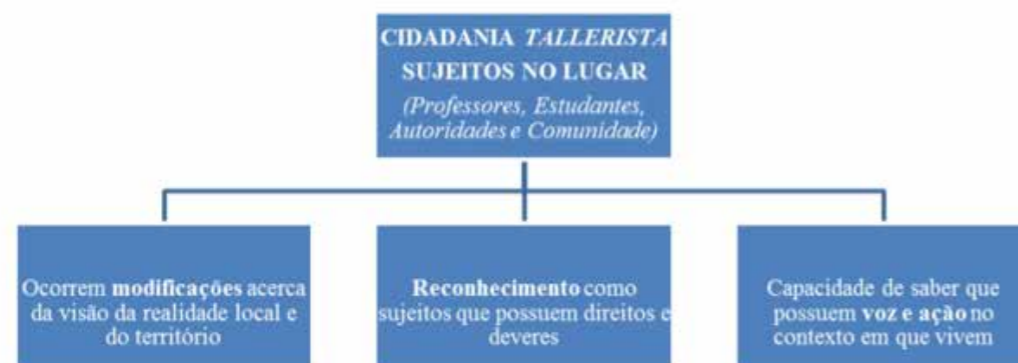 CIDADANIA TALLERISTA
SUJEITOS NO LUGAR
(Professores, Estudantes,
Autoridades e Comunidade)
Ocorrem modificações acerca
da visão da realidade local e
do território
Reconhecimento como
sujeitos que possuem direitos e
deveres
Capacidade de saber que
possuem voz e ação no
contexto em que vivem